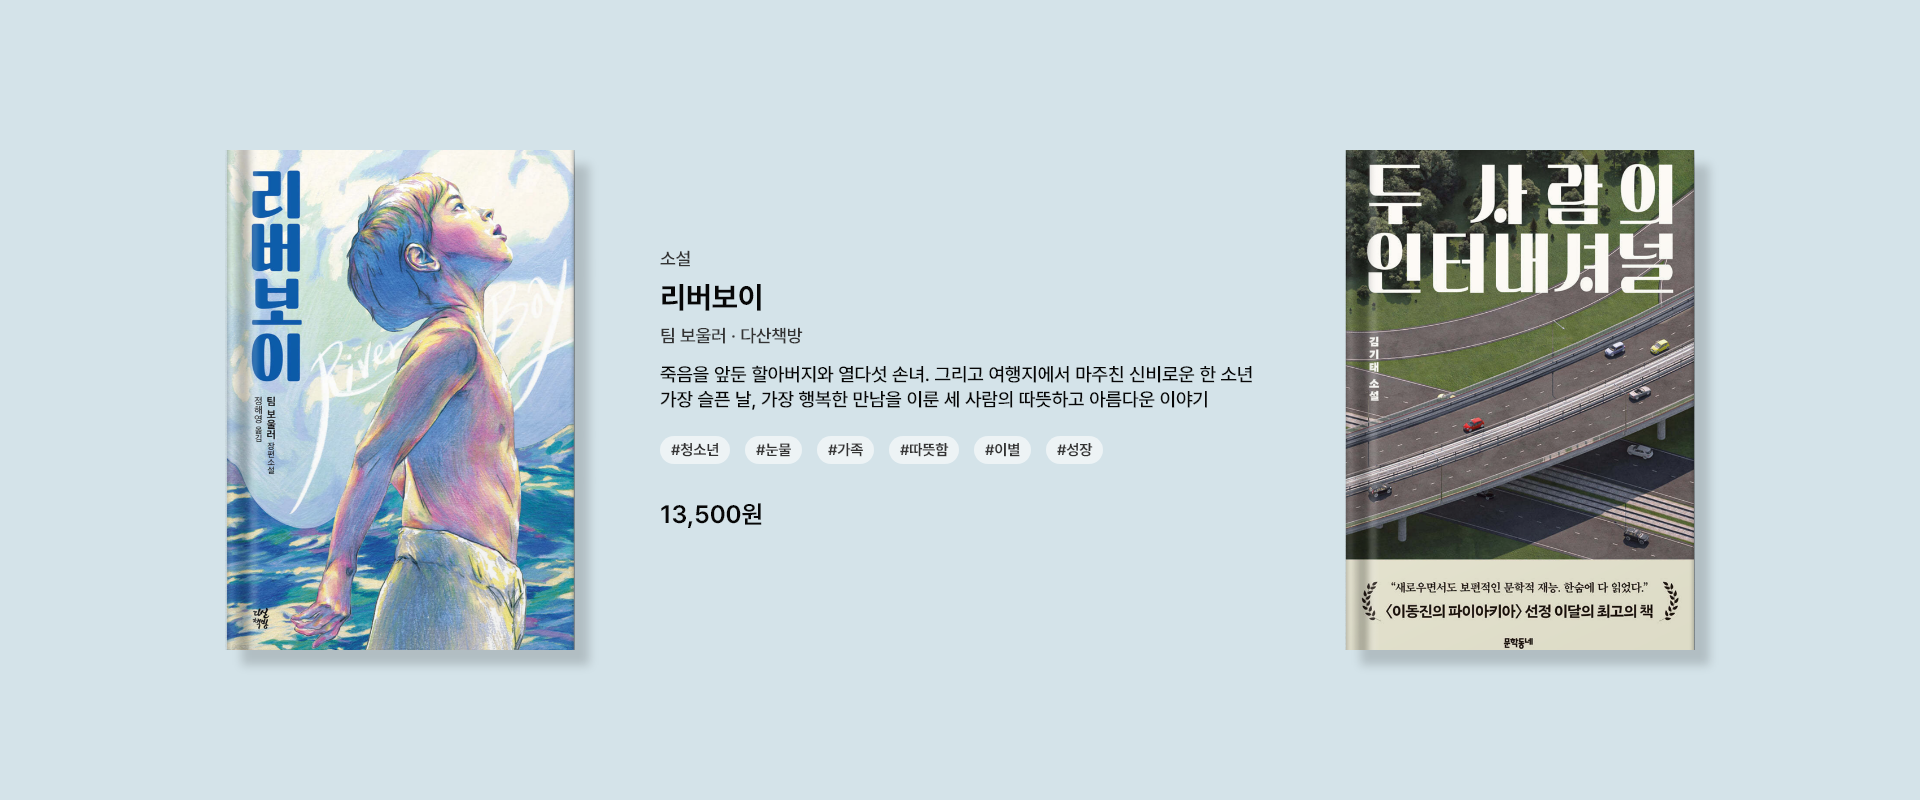 리버보이
River Boy
팀 보울러 장편소설
정해영 옮김
다산책방
소설
리버보이
팀 보울러 · 다산책방
죽음을 앞둔 할아버지와 열다섯 손녀. 그리고 여행지에서 마주친 신비로운 한 소년
가장 슬픈 날, 가장 행복한 만남을 이룬 세 사람의 따뜻하고 아름다운 이야기
#청소년 #눈물 #가족 #따뜻함 #이별 #성장
13,500원
두 사람의
인터내셔널
김기태 소설
“새로우면서도 보편적인 문학적 재능. 한숨에 다 읽었다.”
〈이동진의 파이아키아〉 선정 이달의 최고의 책
문학동네